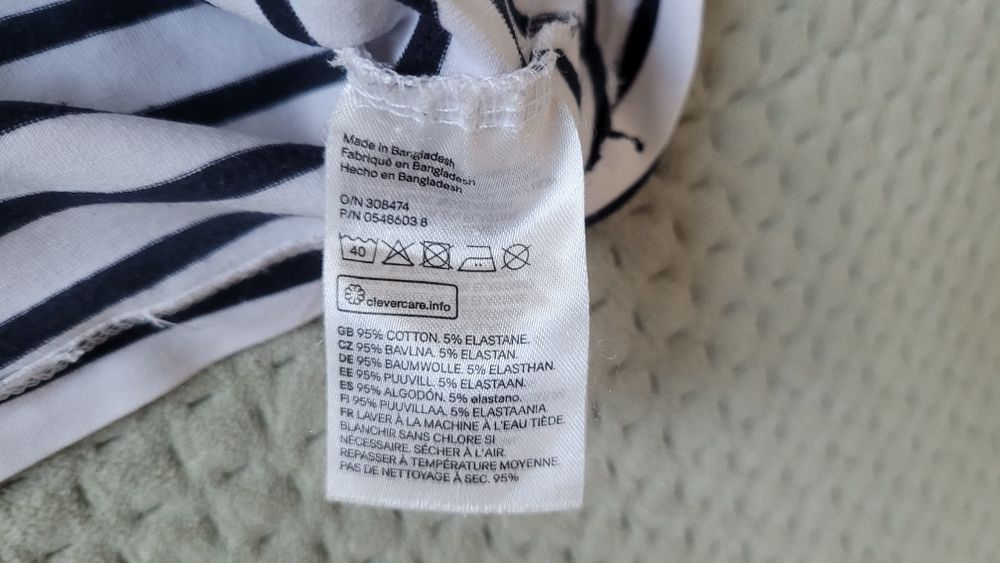 Made in Bangladesh
Fabriqué en Bangladesh
Hecho en Bangladesh
O/N 308474
P/N 0548603 8
40
clevercare.info
GB 95% COTTON. 5% ELASTANE.
CZ 95% BAVLNA. 5% ELASTAN.
DE 95% BAUMWOLLE. 5% ELASTHAN.
EE 95% PUUVILL. 5% ELASTAAN.
ES 95% ALGODÓN. 5% elastano.
FI 95% PUUVILLAA. 5% ELASTAANIA
FR LAVER À LA MACHINE À L'EAU TIÈDE.
BLANCHIR SANS CHLORE SI
NÉCESSAIRE. SÉCHER À L'AIR.
REPASSER À TEMPÉRATURE MOYENNE.
PAS DE NETTOYAGE À SEC. 95%